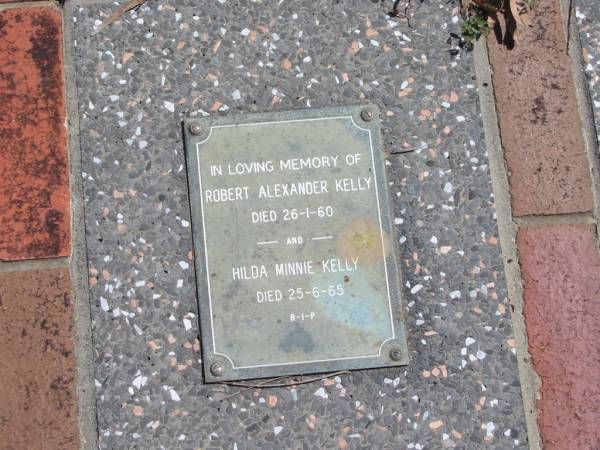 IN LOVING MEMORY OF
ROBERT ALEXANDER KELLY
DIED 26-1-60
— AND —
HILDA MINNIE KELLY
DIED 25-6-65
R-I-P